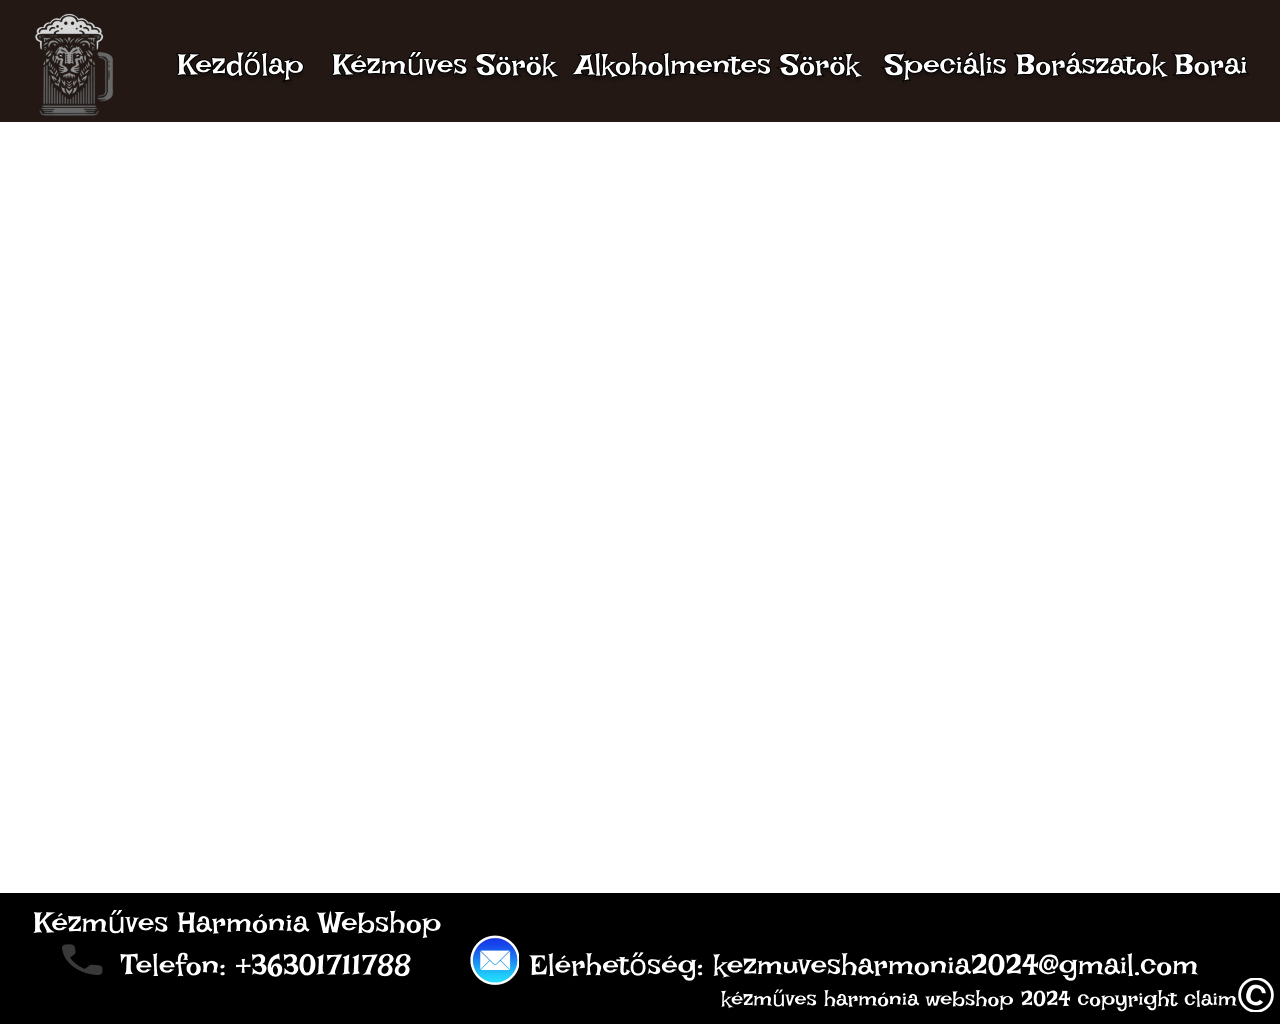 Kezdőlap Kézműves Sörök Alkoholmentes Sörök Speciális Borászatok Borai
Kézműves Harmónia Webshop
Telefon: +36301711788 Elérhetőség: kezmuvesharmonia2024@gmail.com
kézműves harmónia webshop 2024 copyright claim©